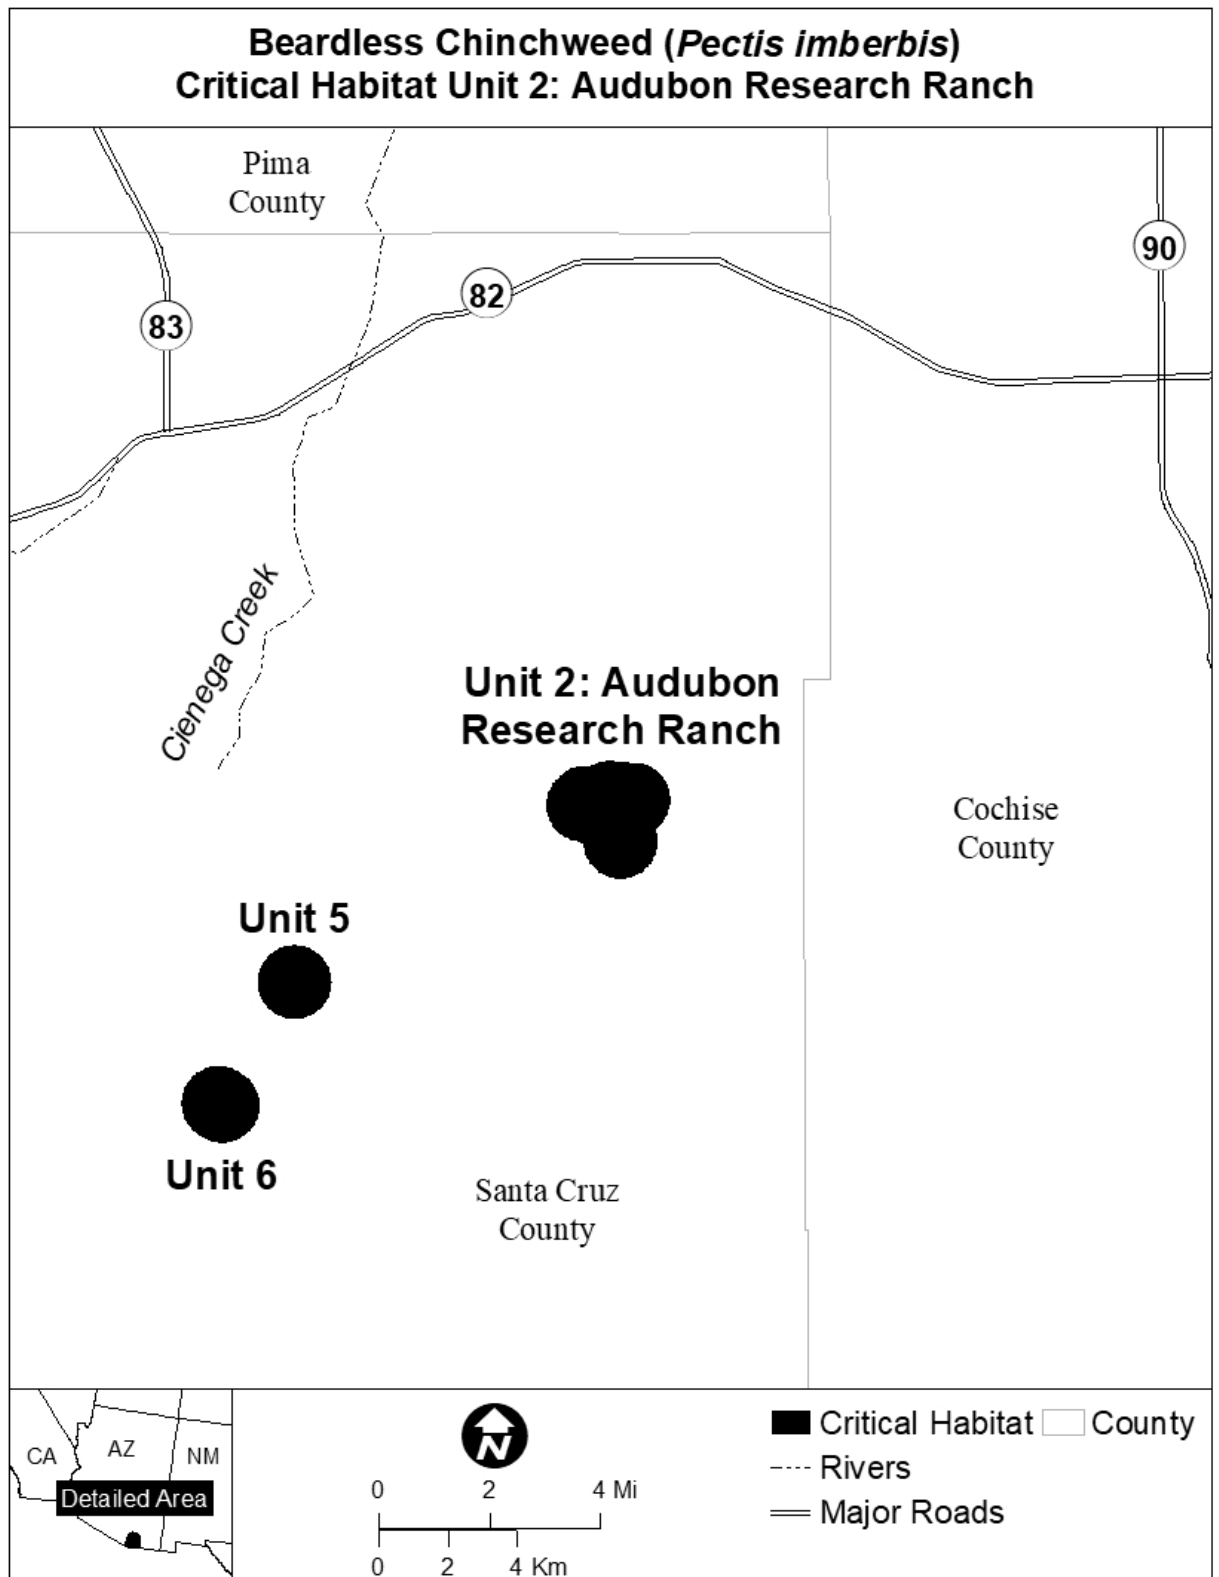 Beardless Chinchweed (Pectis imberbis)
Critical Habitat Unit 2: Audubon Research Ranch
Pima
County
90
82
83
Cienega Creek
Unit 2: Audubon
Research Ranch
Cochise
County
Unit 5
Unit 6
Santa Cruz
County
CA
AZ
NM
Detailed Area
N
0 2 4 Mi
0 2 4 Km
Critical Habitat County
Rivers
Major Roads